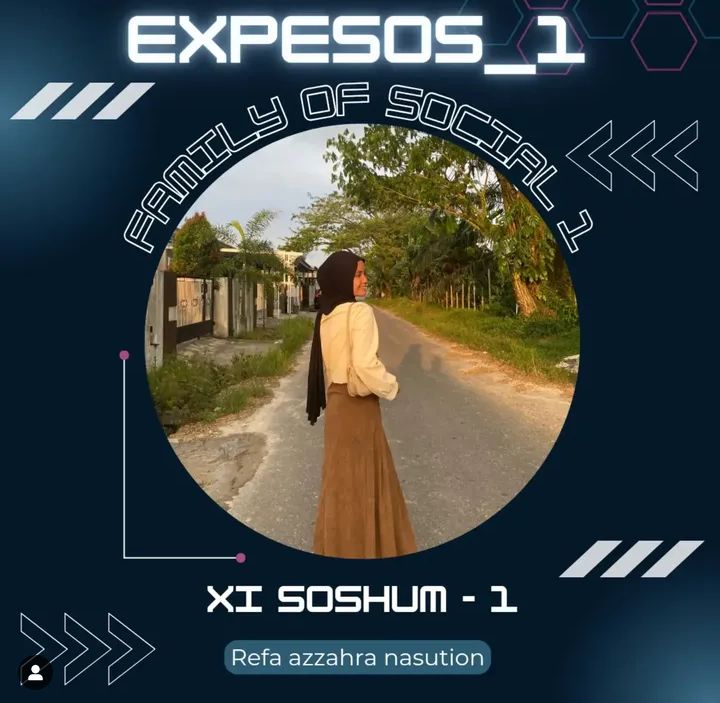 EXPESOS_1
FAMILY OF SOCIAL 1
XI SOSHUM - 1
Refa azzahra nasution